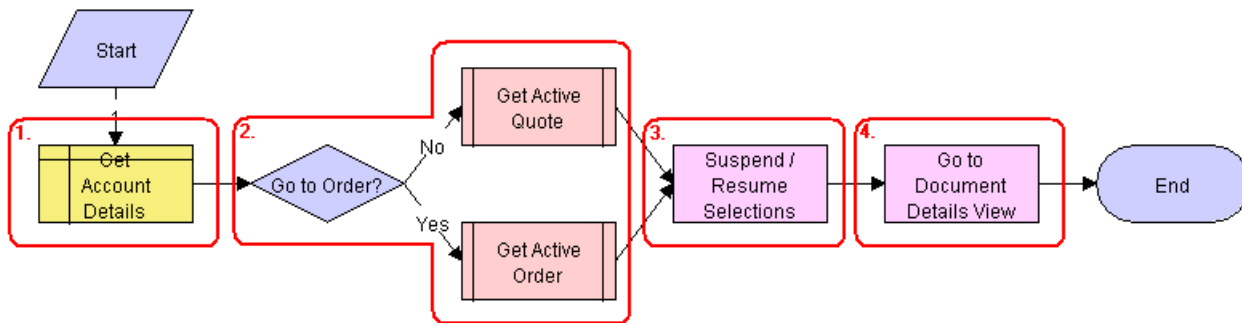 Start
1
1.
Get
Account
Details
2.
Go to Order?
No
Yes
Get Active
Quote
Get Active
Order
3.
Suspend /
Resume
Selections
4.
Go to
Document
Details View
End